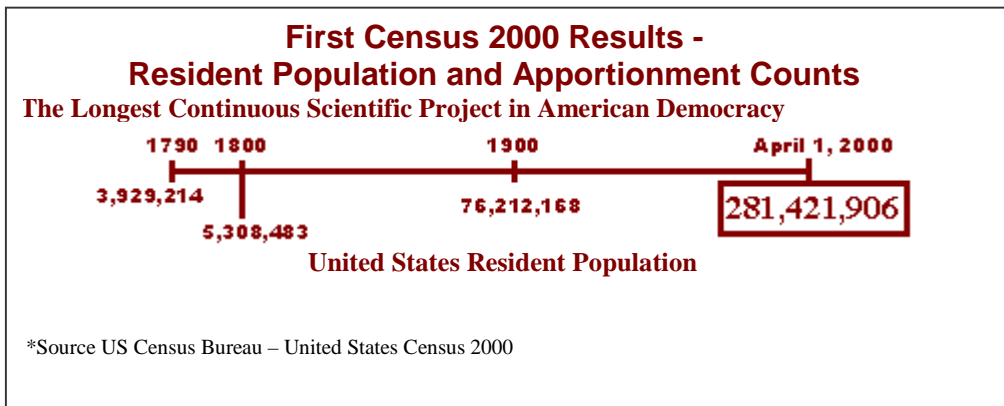 First Census 2000 Results -
Resident Population and Apportionment Counts
The Longest Continuous Scientific Project in American Democracy
1790 1800 1900 April 1, 2000
3,929,214 5,308,483 76,212,168 281,421,906
United States Resident Population
*Source US Census Bureau – United States Census 2000